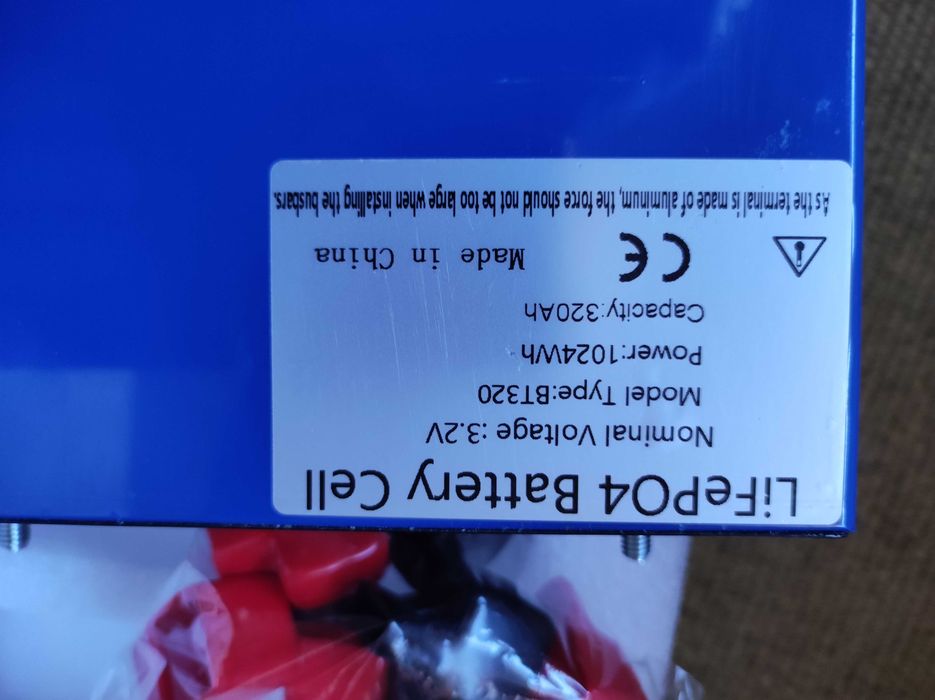 LiFePO4 Battery Cell
Nominal Voltage :3.2V
Model Type:BT320
Power:1024Wh
Capacity:320Ah
CE Made in China
As the terminal is made of aluminum, the force should not be too large when installing the busbars.